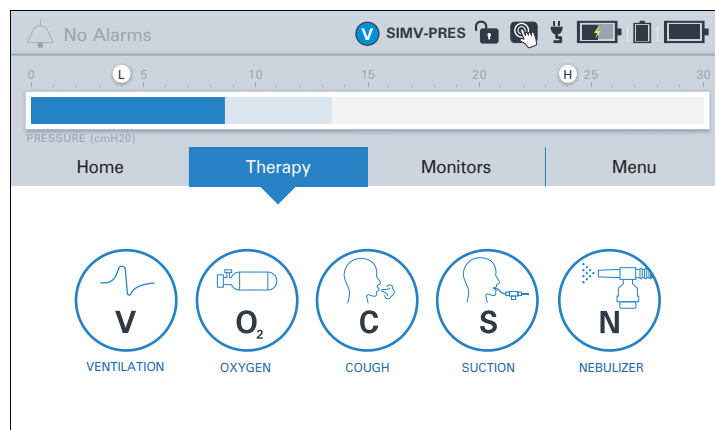 No Alarms
V SIMV-PRES
0 L 5 10 15 20 H 25 30
PRESSURE (cmH20)
Home Therapy Monitors Menu
V O2 C S N
VENTILATION OXYGEN COUGH SUCTION NEBULIZER